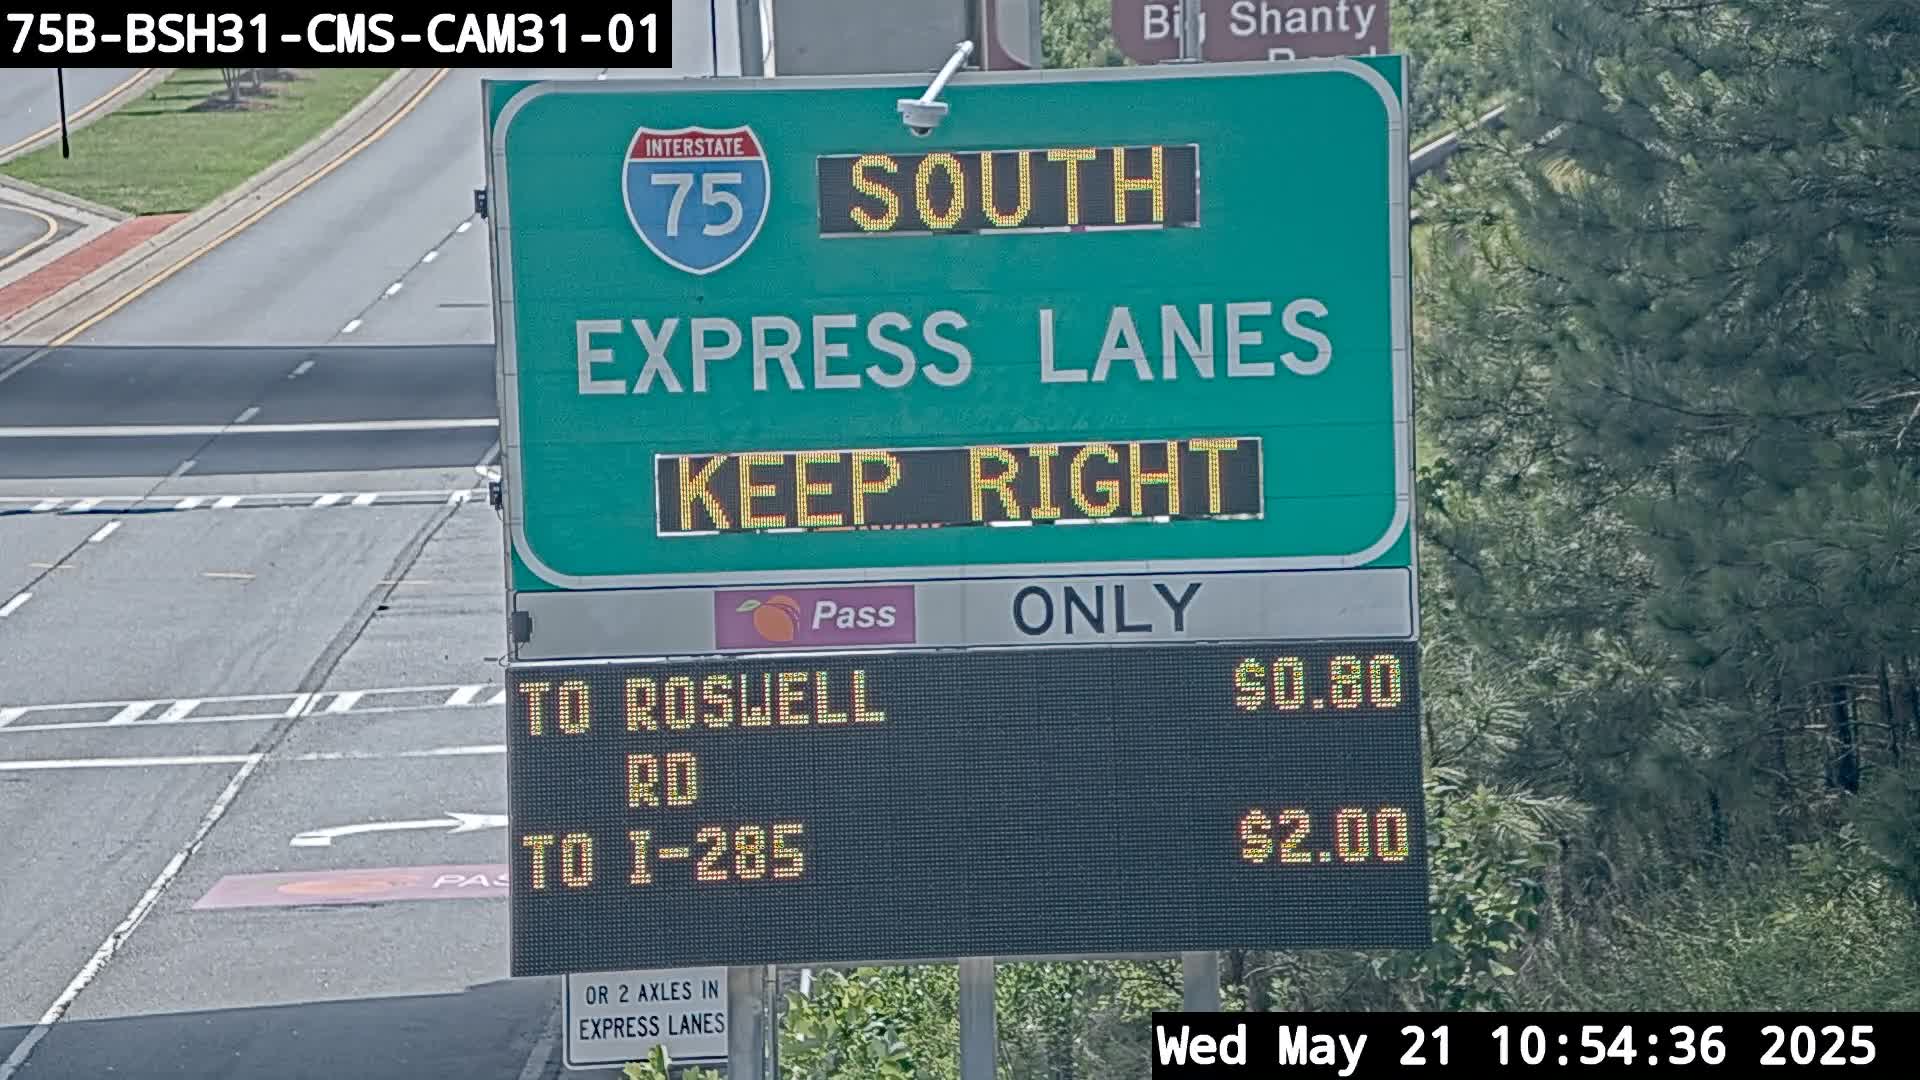 75B-BSH31-CMS-CAM31-01
Big Shanty
Road
INTERSTATE
75
SOUTH
EXPRESS LANES
KEEP RIGHT
Pass ONLY
TO ROSWELL $0.80
RD
TO I-285 $2.00
PAS
OR 2 AXLES IN
EXPRESS LANES
Wed May 21 10:54:36 2025